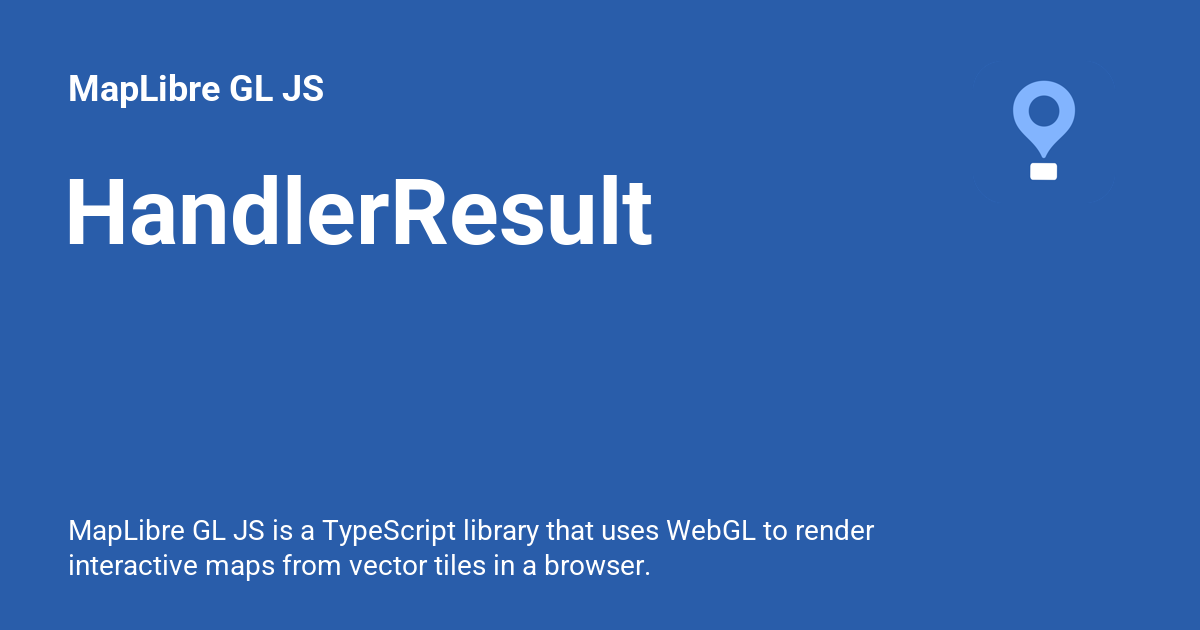 MapLibre GL JS
HandlerResult
MapLibre GL JS is a TypeScript library that uses WebGL to render
interactive maps from vector tiles in a browser.